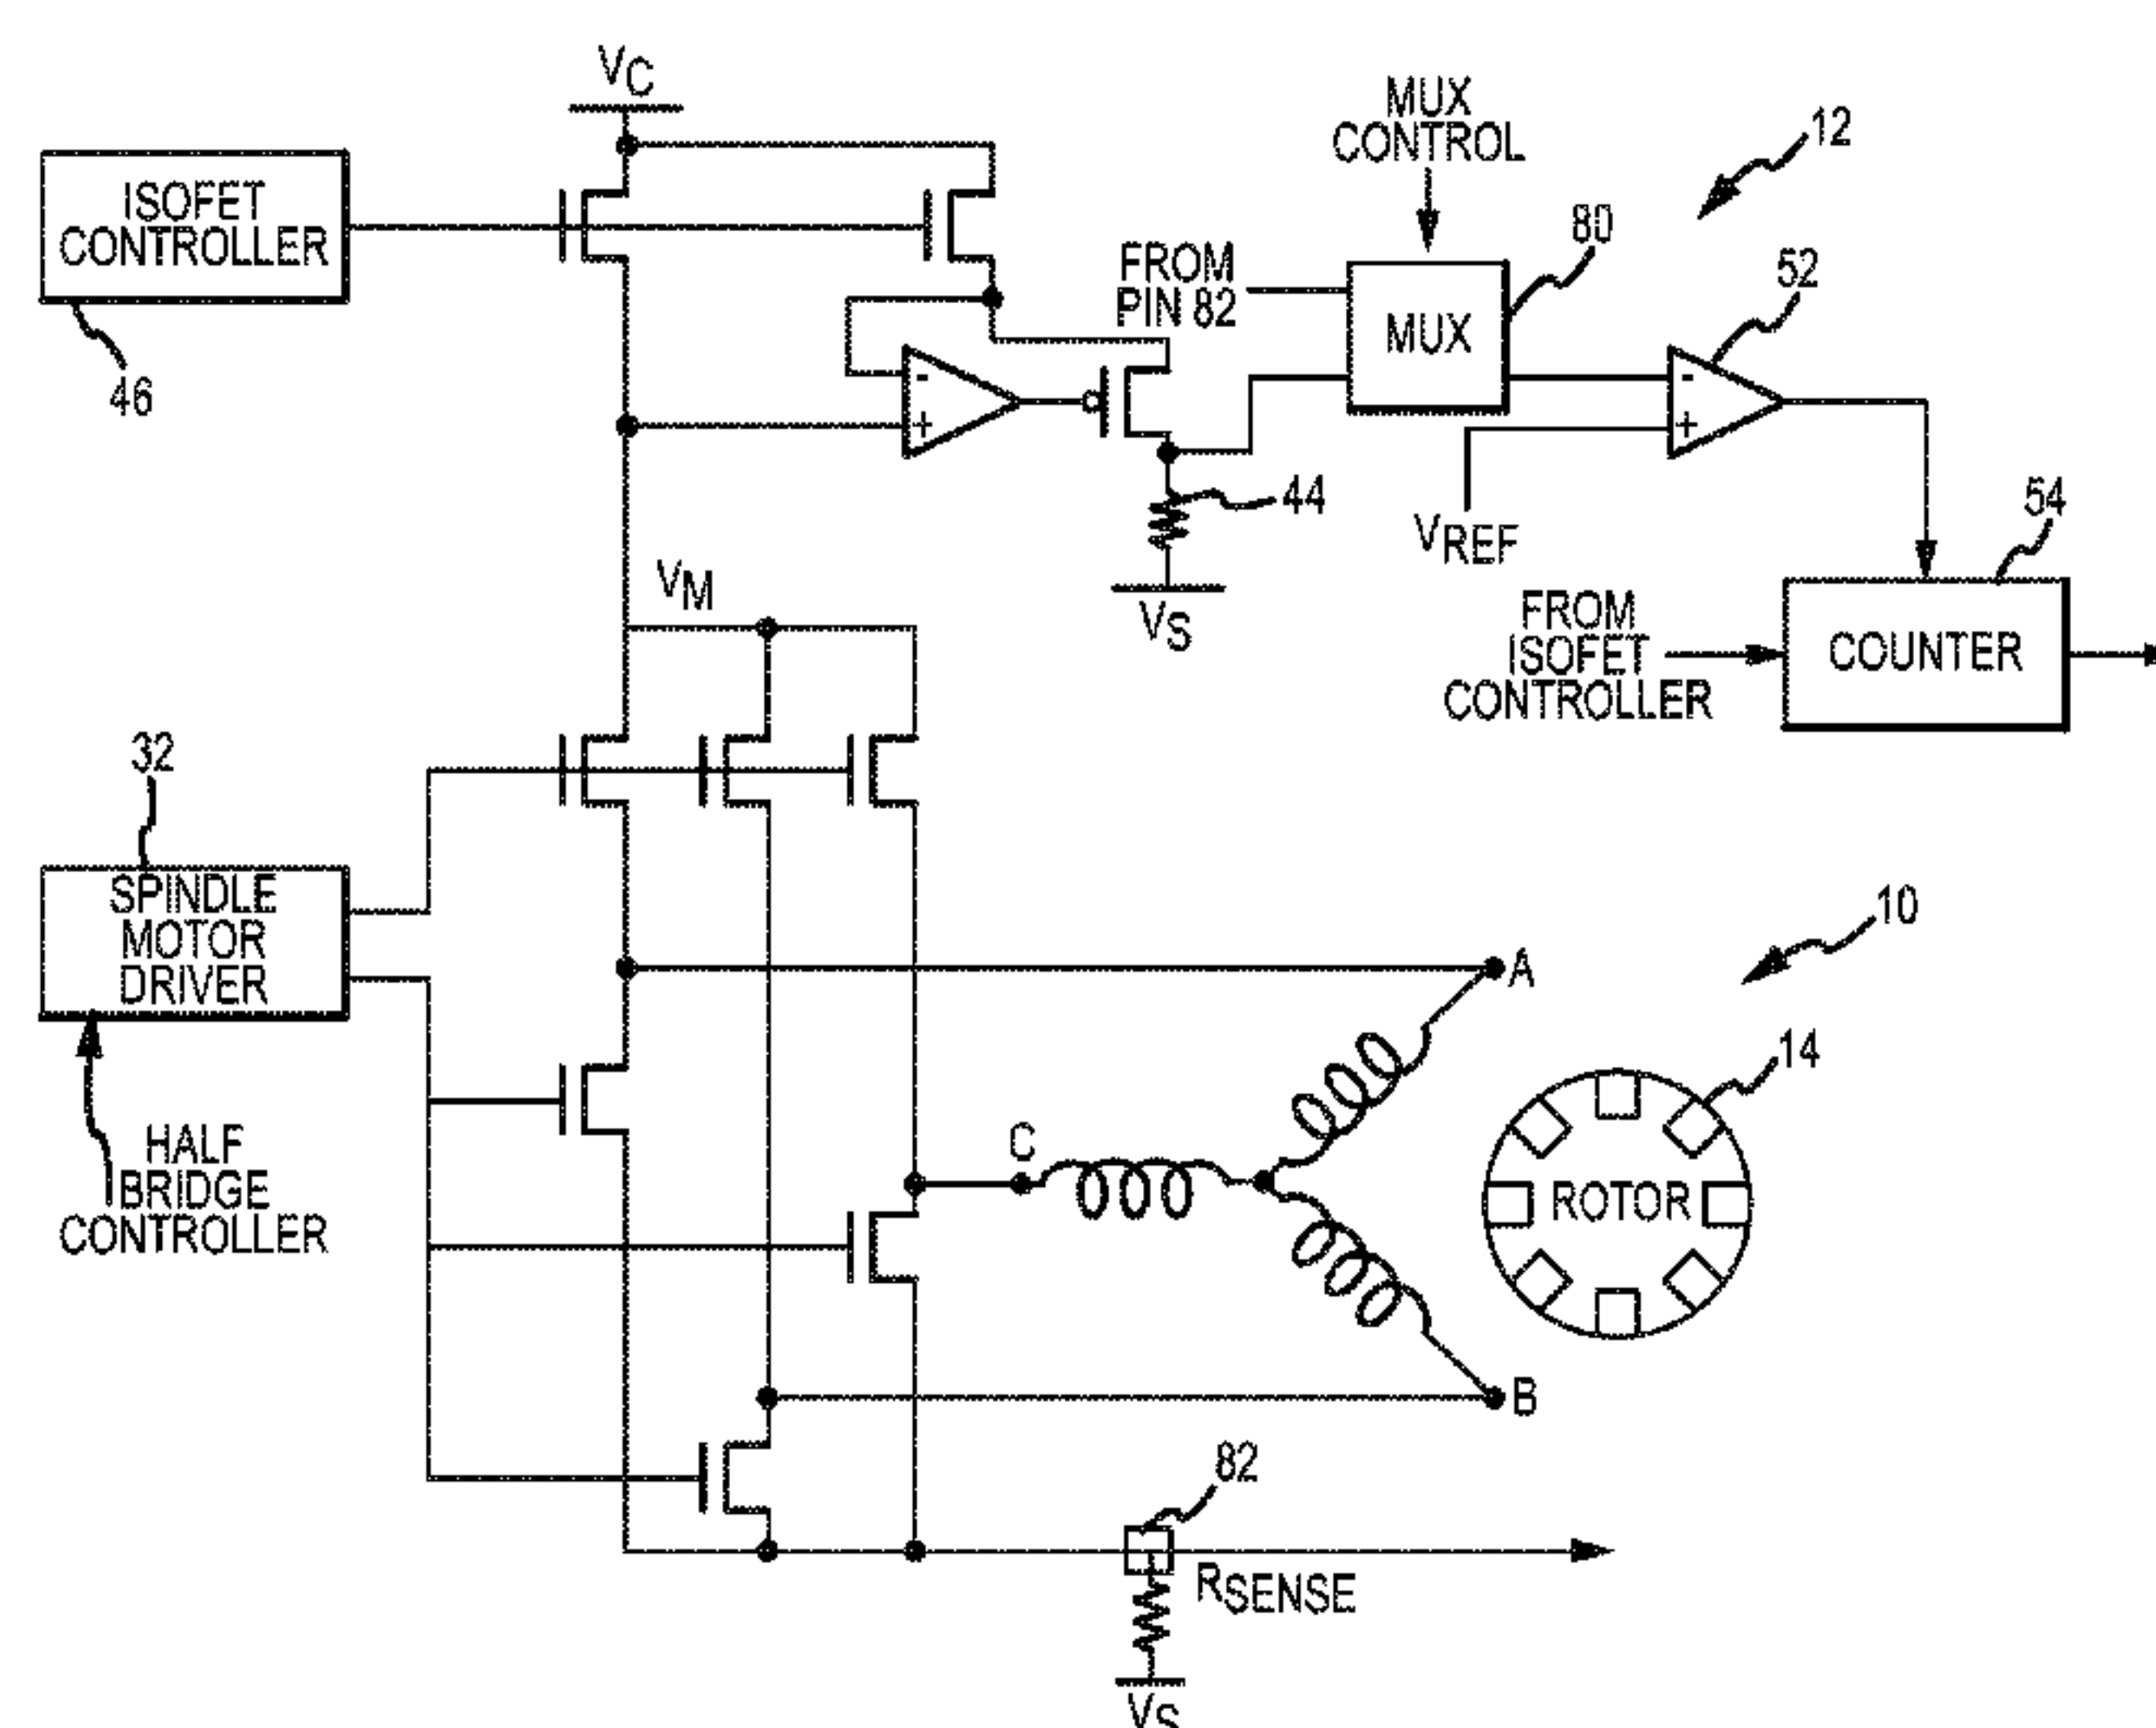 VC
MUX
CONTROL
12
ISOFET
CONTROLLER
46
FROM
PIN 82
MUX
80
52
-
+
-
+
44
VREF
54
VS
VM
FROM
ISOFET
CONTROLLER
COUNTER
32
SPINDLE
MOTOR
DRIVER
HALF
BRIDGE
CONTROLLER
10
A
14
C
ROTOR
B
82
RSENSE
VS